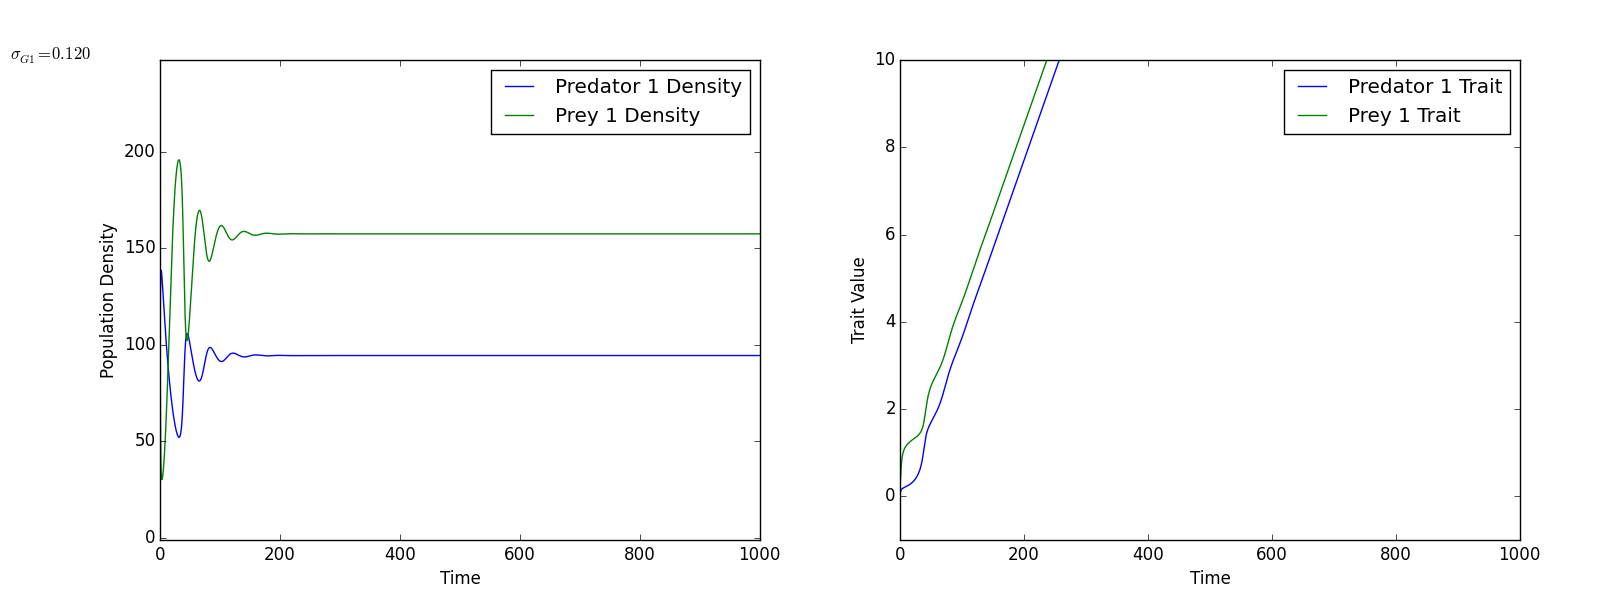 σG1=0.120
Population Density
200
150
100
50
0
0 200 400 600 800 1000
Time
Predator 1 Density
Prey 1 Density
Trait Value
10
8
6
4
2
0
0 200 400 600 800 1000
Time
Predator 1 Trait
Prey 1 Trait